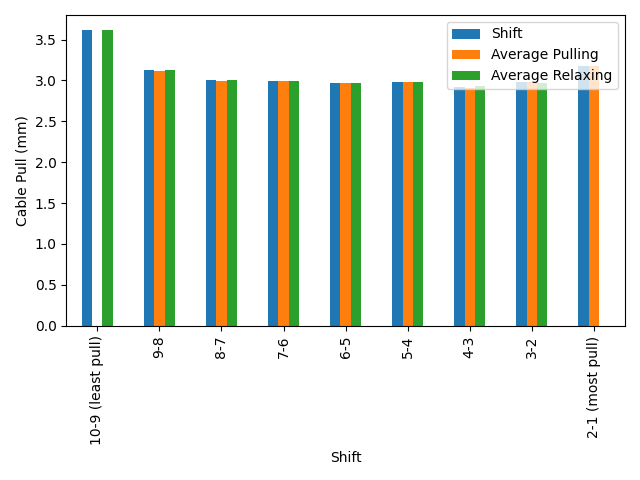 Shift
Average Pulling
Average Relaxing
3.5
3.0
2.5
2.0
1.5
1.0
0.5
0.0
Cable Pull (mm)
10-9 (least pull)
9-8
8-7
7-6
6-5
5-4
4-3
3-2
2-1 (most pull)
Shift